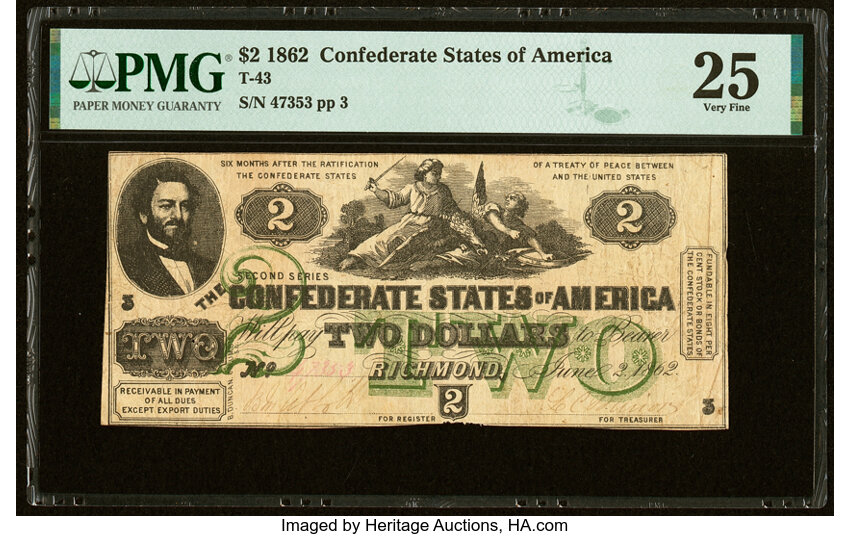 PMG®
PAPER MONEY GUARANTY
$2 1862 Confederate States of America
T-43
S/N 47353 pp 3
25
Very Fine
SIX MONTHS AFTER THE RATIFICATION
OF A TREATY OF PEACE BETWEEN
THE CONFEDERATE STATES
AND THE UNITED STATES
2
2
2
SECOND SERIES
3
THE CONFEDERATE STATES OF AMERICA
Will pay TWO DOLLARS to Bearer
TWO
TWO
No
RICHMOND, June 2, 1862.
RECEIVABLE IN PAYMENT
OF ALL DUES
EXCEPT EXPORT DUTIES
B. DUNCAN.
2
FOR REGISTER
FOR TREASURER
3
FUNDABLE IN EIGHT PER
CENT STOCK OR BONDS OF
THE CONFEDERATE STATES
Imaged by Heritage Auctions, HA.com